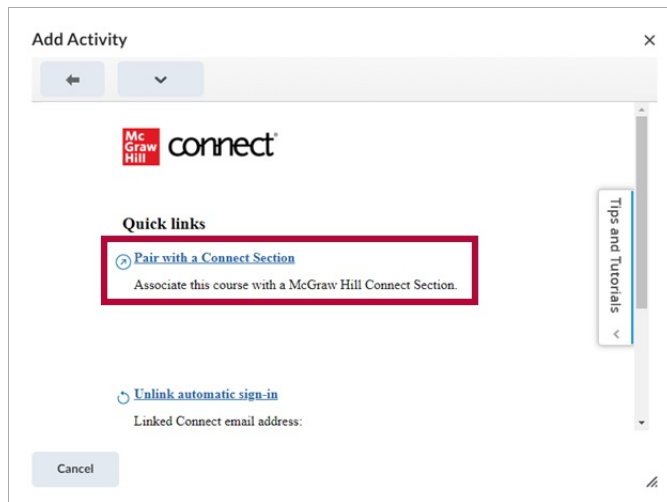 Add Activity
Mc
Graw
Hill
connect
Quick links
Pair with a Connect Section
Associate this course with a McGraw Hill Connect Section.
Tips and Tutorials
Unlink automatic sign-in
Linked Connect email address:
Cancel